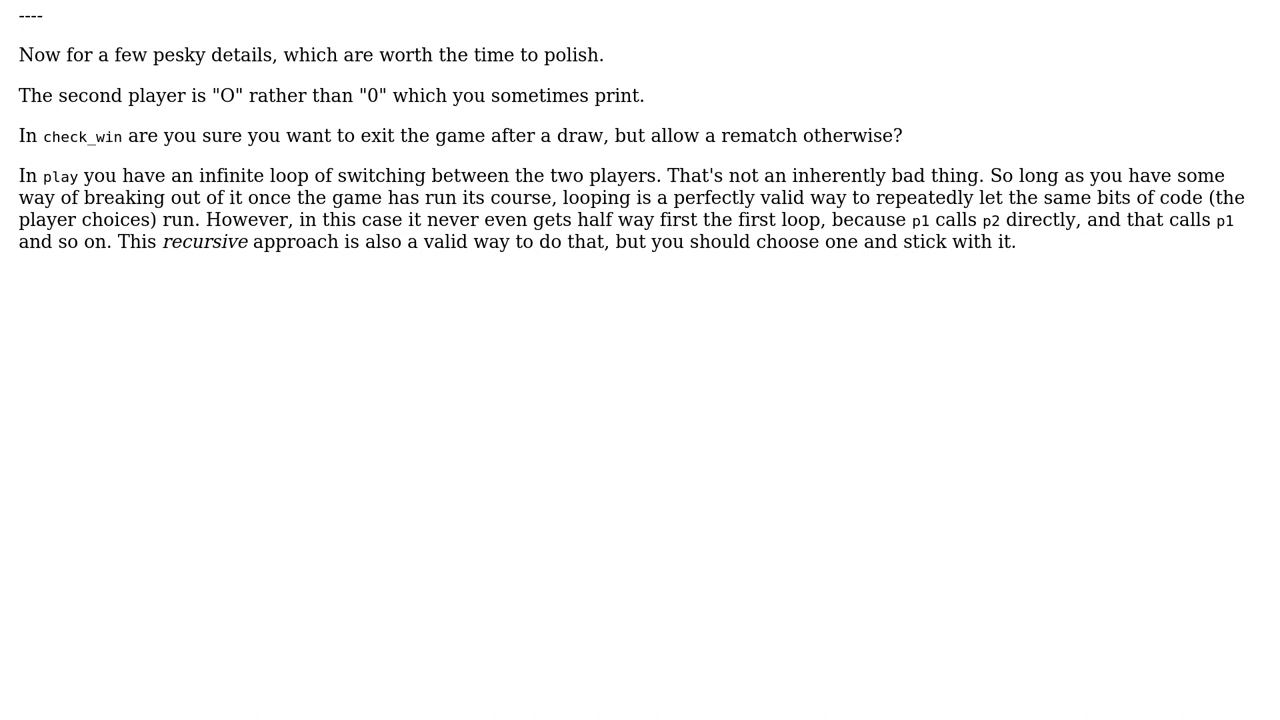 ----
Now for a few pesky details, which are worth the time to polish.
The second player is "O" rather than "0" which you sometimes print.
In check_win are you sure you want to exit the game after a draw, but allow a rematch otherwise?
In play you have an infinite loop of switching between the two players. That's not an inherently bad thing. So long as you have some
way of breaking out of it once the game has run its course, looping is a perfectly valid way to repeatedly let the same bits of code (the
player choices) run. However, in this case it never even gets half way first the first loop, because p1 calls p2 directly, and that calls p1
and so on. This recursive approach is also a valid way to do that, but you should choose one and stick with it.